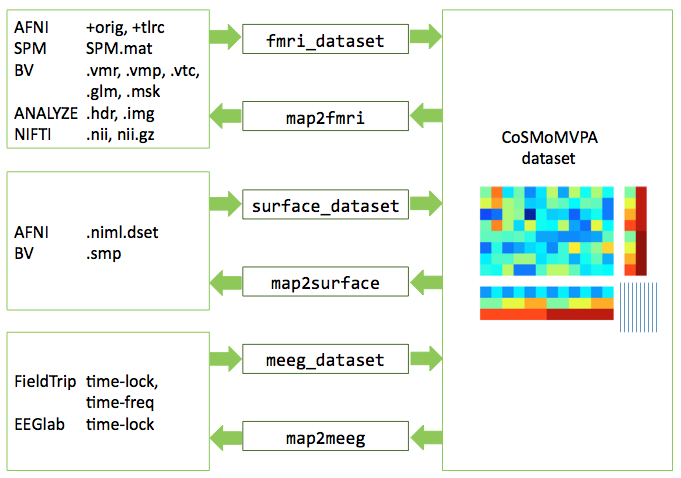 AFNI +orig, +tlrc
SPM SPM.mat
BV .vmr, .vmp, .vtc,
.glm, .msk
ANALYZE .hdr, .img
NIFTI .nii, nii.gz
fmri_dataset
map2fmri
AFNI .niml.dset
BV .smp
surface_dataset
map2surface
FieldTrip time-lock,
time-freq
EEGlab time-lock
meeg_dataset
map2meeg
CoSMoMVPA
dataset